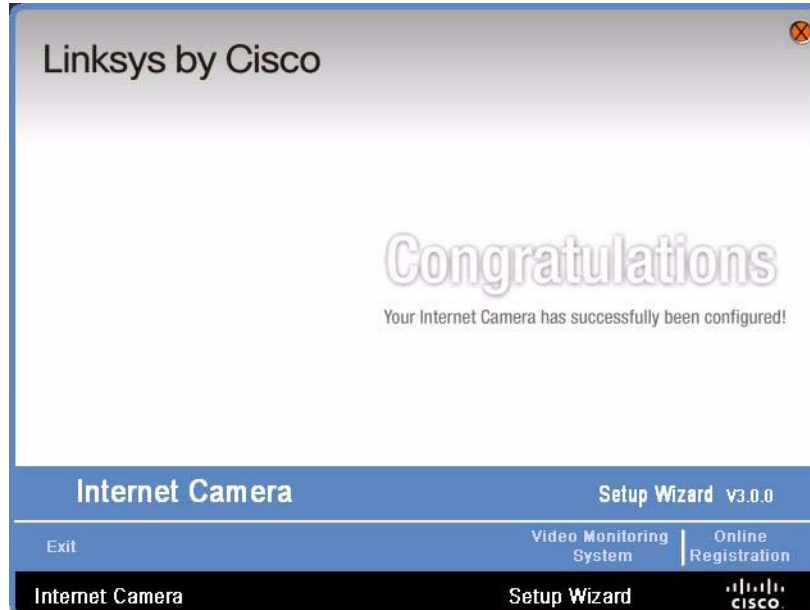 Linksys by Cisco
Congratulations
Your Internet Camera has successfully been configured!
Internet Camera
Setup Wizard V3.0.0
Exit
Video Monitoring
System
Online
Registration
Internet Camera
Setup Wizard
CISCO.